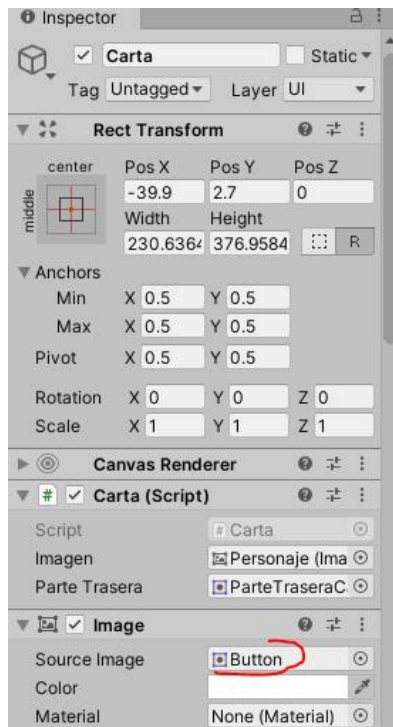 Inspector
Carta Static
Tag Untagged Layer UI
Rect Transform
center Pos X Pos Y Pos Z
middle -39.9 2.7 0
Width Height
230.6364 376.9584 R
Anchors
Min X 0.5 Y 0.5
Max X 0.5 Y 0.5
Pivot X 0.5 Y 0.5
Rotation X 0 Y 0 Z 0
Scale X 1 Y 1 Z 1
Canvas Renderer
# Carta (Script)
Script # Carta
Imagen Personaje (Ima
Parte Trasera ParteTraseraC
Image
Source Image Button
Color
Material None (Material)